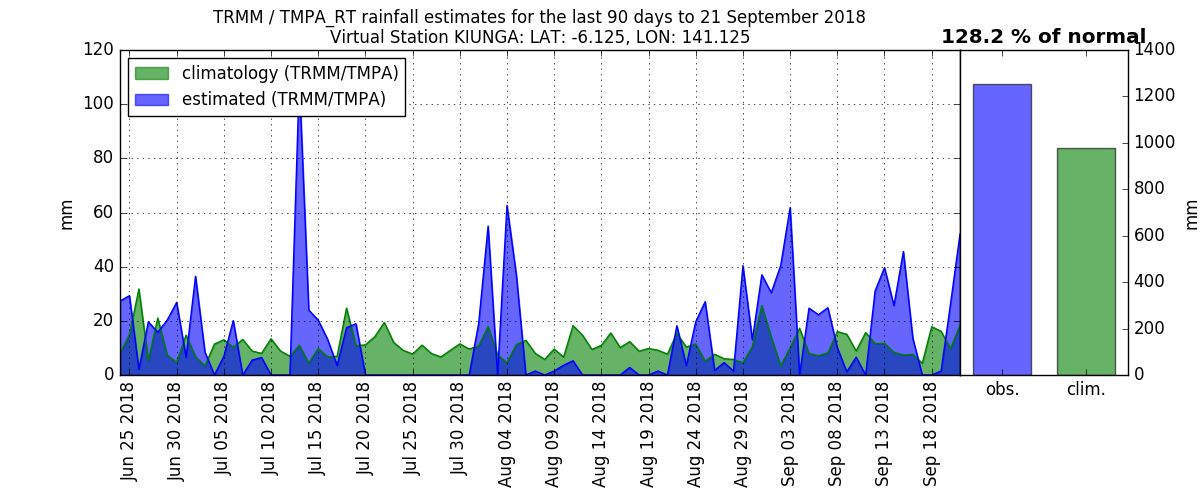 TRMM / TMPA_RT rainfall estimates for the last 90 days to 21 September 2018
Virtual Station KIUNGA: LAT: -6.125, LON: 141.125
128.2 % of normal
climatology (TRMM/TMPA)
estimated (TRMM/TMPA)
120
100
80
60
40
20
0
mm
Jun 25 2018
Jun 30 2018
Jul 05 2018
Jul 10 2018
Jul 15 2018
Jul 20 2018
Jul 25 2018
Jul 30 2018
Aug 04 2018
Aug 09 2018
Aug 14 2018
Aug 19 2018
Aug 24 2018
Aug 29 2018
Sep 03 2018
Sep 08 2018
Sep 13 2018
Sep 18 2018
obs.
clim.
1400
1200
1000
800
600
400
200
0
mm